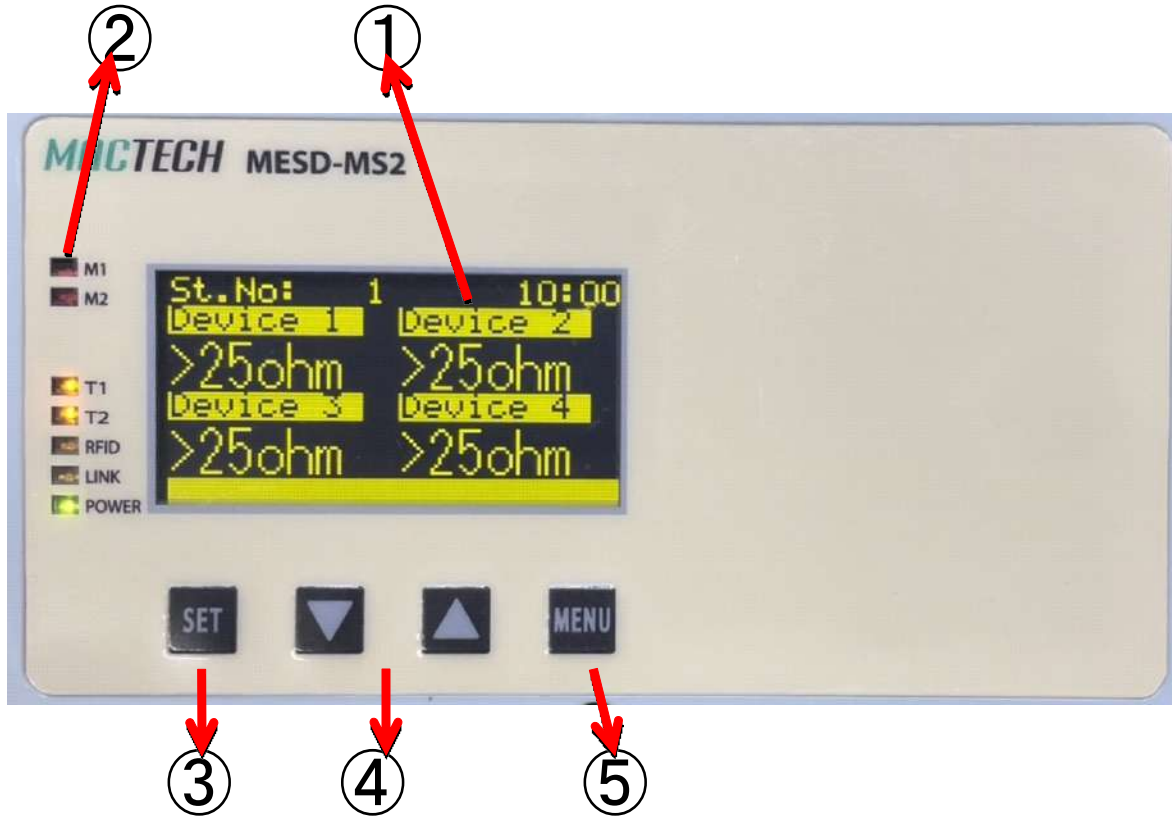 ② ①
MACTECH MESD-MS2
M1
M2
St.No: 1 10:00
Device 1 Device 2
>25ohm >25ohm
Device 3 Device 4
>25ohm >25ohm
T1
T2
RFID
LINK
POWER
SET ▼ ▲ MENU
③ ④ ⑤